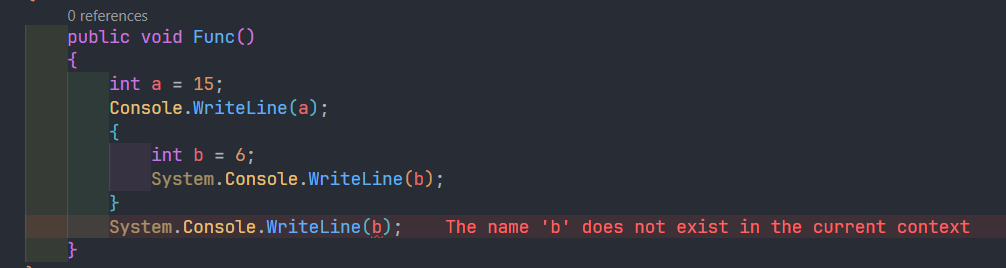 0 references
public void Func()
{
int a = 15;
Console.WriteLine(a);
{
int b = 6;
System.Console.WriteLine(b);
}
System.Console.WriteLine(b); The name 'b' does not exist in the current context
}